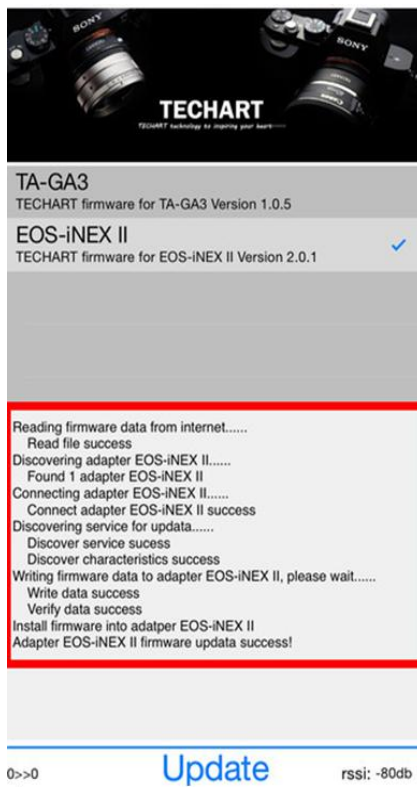 SONY
SONY
Canon
TECHART
TECHART technology is inspiring your heart
TA-GA3
TECHART firmware for TA-GA3 Version 1.0.5
EOS-iNEX II
TECHART firmware for EOS-iNEX II Version 2.0.1
Reading firmware data from internet......
Read file success
Discovering adapter EOS-iNEX II......
Found 1 adapter EOS-iNEX II
Connecting adapter EOS-iNEX II......
Connect adapter EOS-iNEX II success
Discovering service for updata......
Discover service sucess
Discover characteristics success
Writing firmware data to adapter EOS-iNEX II, please wait......
Write data success
Verify data success
Install firmware into adatper EOS-iNEX II
Adapter EOS-iNEX II firmware updata success!
0>>0
Update
rssi: -80db